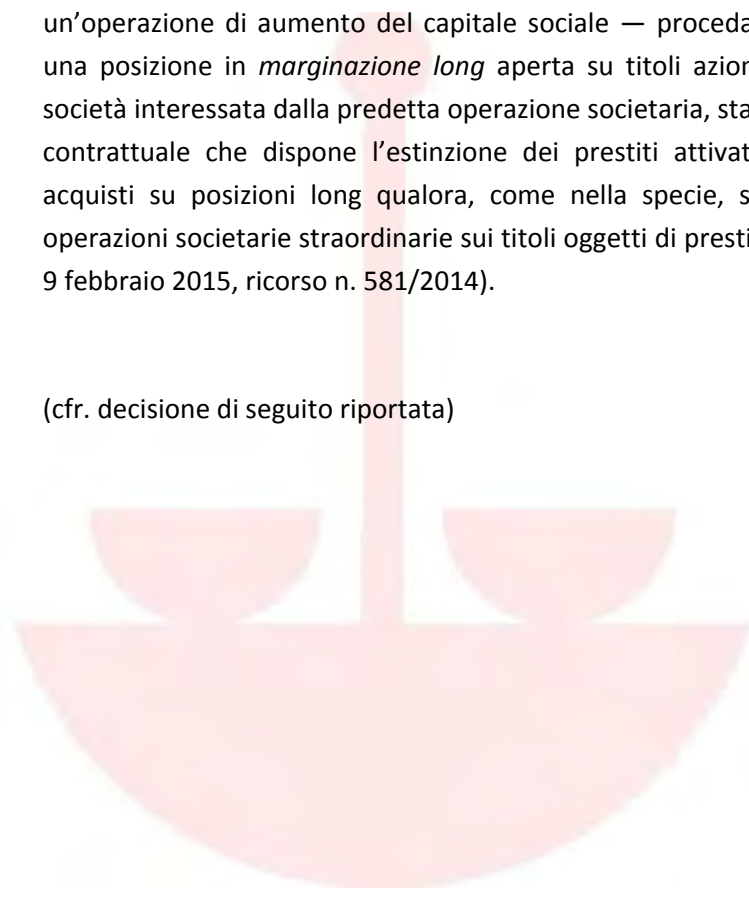 un’operazione di aumento del capitale sociale — proceda
una posizione in marginazione long aperta su titoli azion
società interessata dalla predetta operazione societaria, sta
contrattuale che dispone l’estinzione dei prestiti attivat
acquisti su posizioni long qualora, come nella specie, s
operazioni societarie straordinarie sui titoli oggetti di presti
9 febbraio 2015, ricorso n. 581/2014).
(cfr. decisione di seguito riportata)